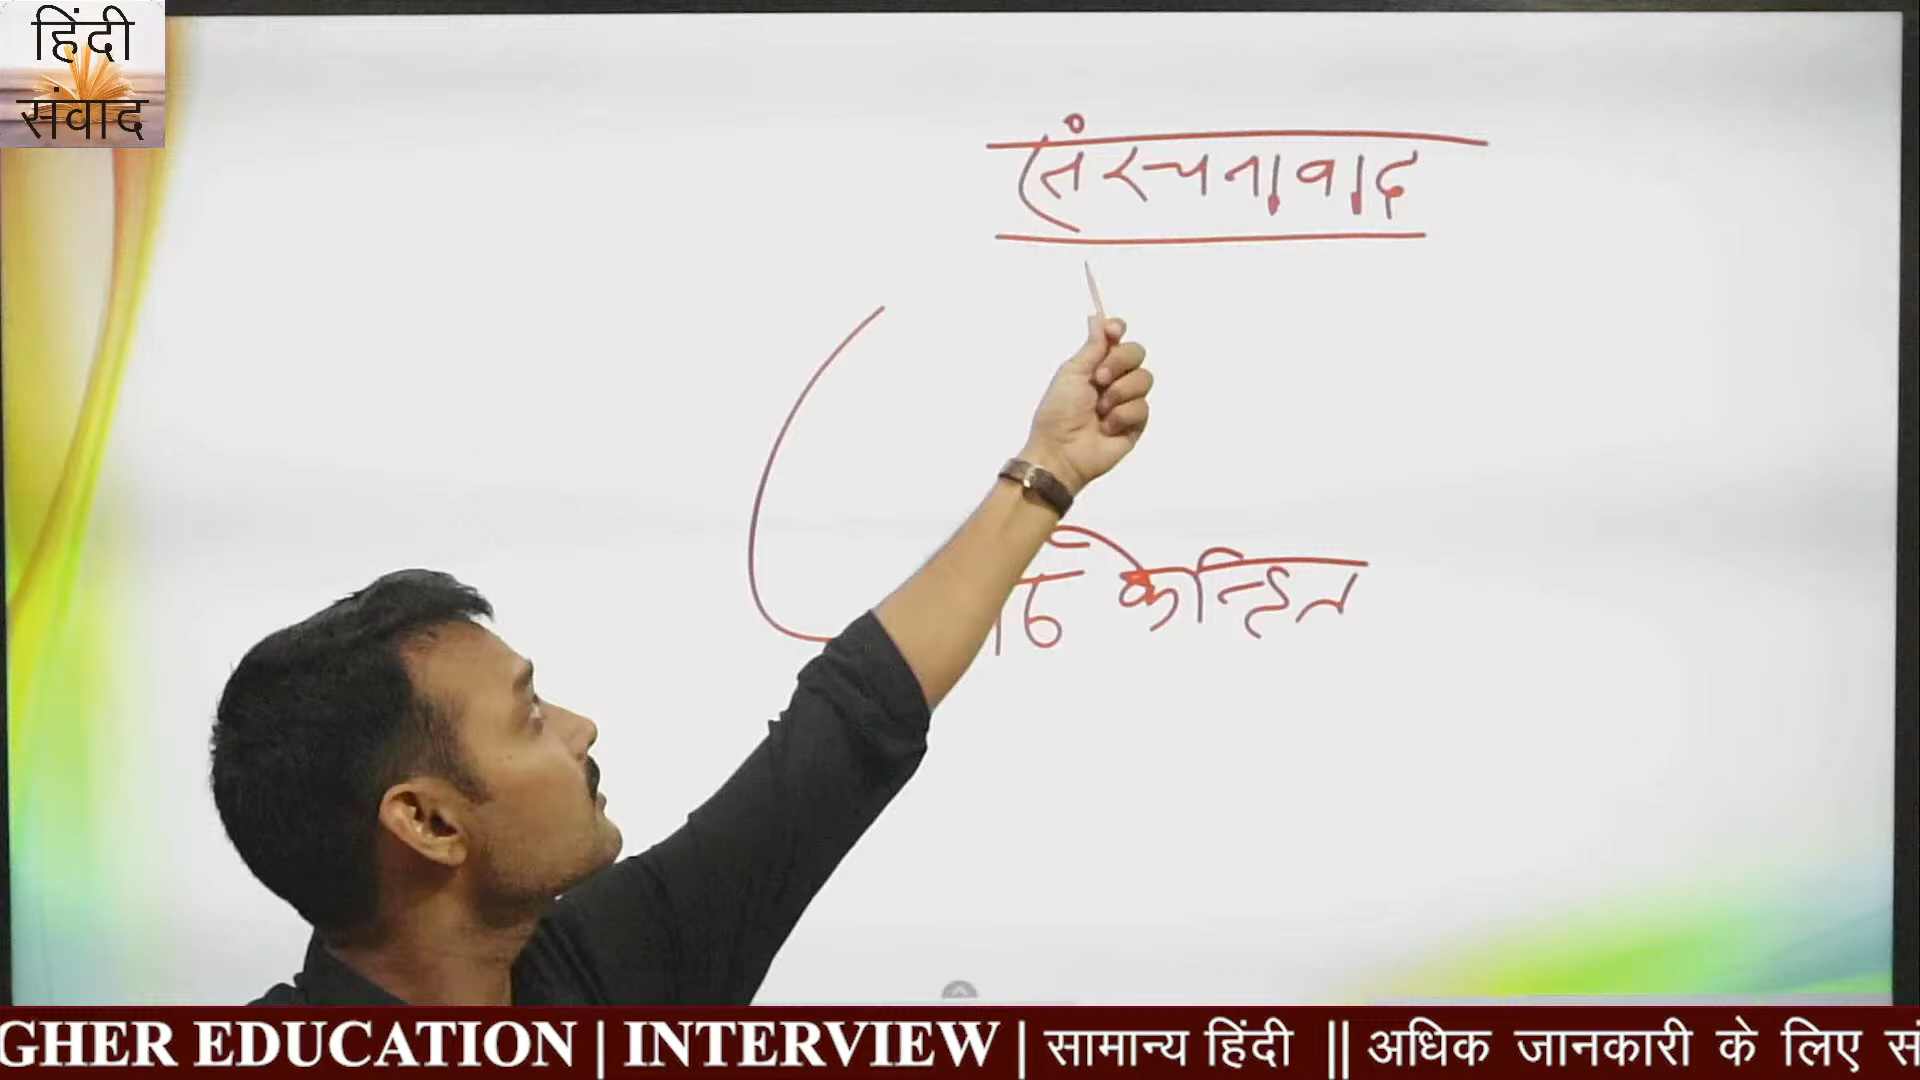 हिंदी
संवाद
संरचनावाद
केन्द्रित
GHER EDUCATION | INTERVIEW | सामान्य हिंदी || अधिक जानकारी के लिए सं